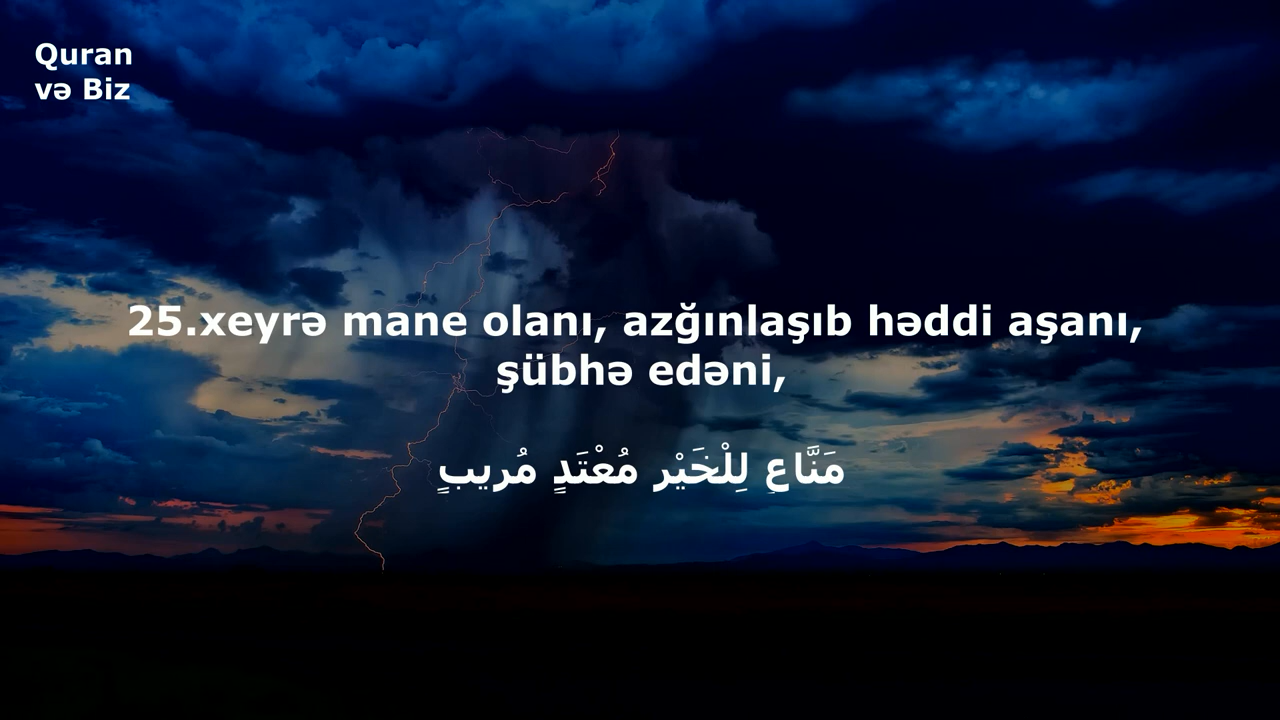 Quran
və Biz
25.xeyrə mane olanı, azğınlaşıb həddi aşanı,
şübhə edəni,
مَنَّاعٍ لِلْخَيْرِ مُعْتَدٍ مُرِيبٍ